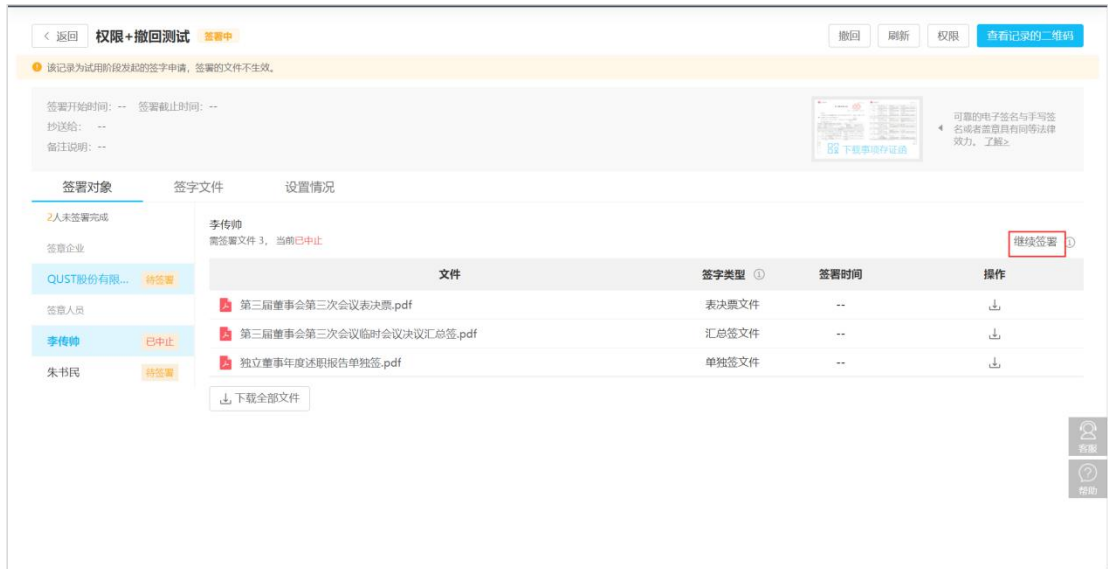 < 返回 权限+撤回测试 签署中 撤回 刷新 权限 查看记录的二维码
该记录为试用阶段发起的签字申请，签署的文件不生效。
签署开始时间: -- 签署截止时间: --
抄送给: --
备注说明: --
下载事项存证函
可靠的电子签名与手写签
名或者盖章具有同等法律
效力。 了解>
签署对象 签字文件 设置情况
2人未签署完成
签章企业
QUST股份有限... 待签署
签章人员
李传帅 已中止
朱书民 待签署
李传帅
需签署文件 3， 当前已中止
继续签署
文件 签字类型 签署时间 操作
第三届董事会第三次会议表决票.pdf 表决票文件 --
第三届董事会第三次会议临时会议决议汇总签.pdf 汇总签文件 --
独立董事年度述职报告单独签.pdf 单独签文件 --
下载全部文件
客服
帮助